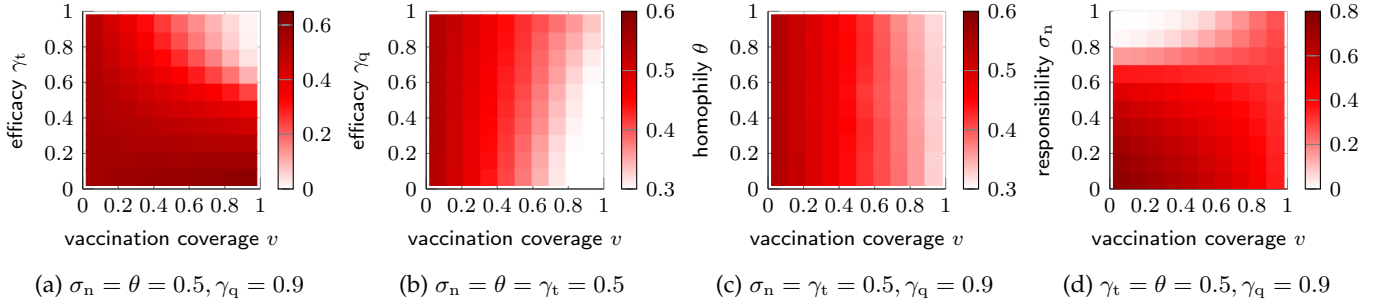 efficacy γt
1
0.8
0.6
0.4
0.2
0
0 0.2 0.4 0.6 0.8 1
vaccination coverage v
0.6
0.4
0.2
0
(a) σn = θ = 0.5, γq = 0.9
efficacy γq
1
0.8
0.6
0.4
0.2
0
0 0.2 0.4 0.6 0.8 1
vaccination coverage v
0.6
0.5
0.4
0.3
(b) σn = θ = γt = 0.5
homophily θ
1
0.8
0.6
0.4
0.2
0
0 0.2 0.4 0.6 0.8 1
vaccination coverage v
0.6
0.5
0.4
0.3
(c) σn = γt = 0.5, γq = 0.9
responsibility σn
1
0.8
0.6
0.4
0.2
0
0 0.2 0.4 0.6 0.8 1
vaccination coverage v
0.8
0.6
0.4
0.2
0
(d) γt = θ = 0.5, γq = 0.9